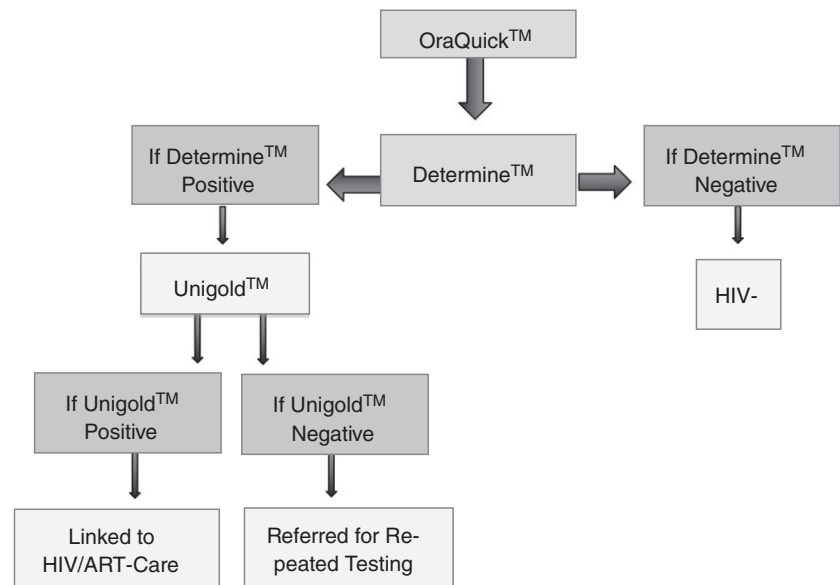 OraQuick™
If Determine™
Positive
Determine™
If Determine™
Negative
Unigold™
HIV-
If Unigold™
Positive
If Unigold™
Negative
Linked to
HIV/ART-Care
Referred for Re-
peated Testing